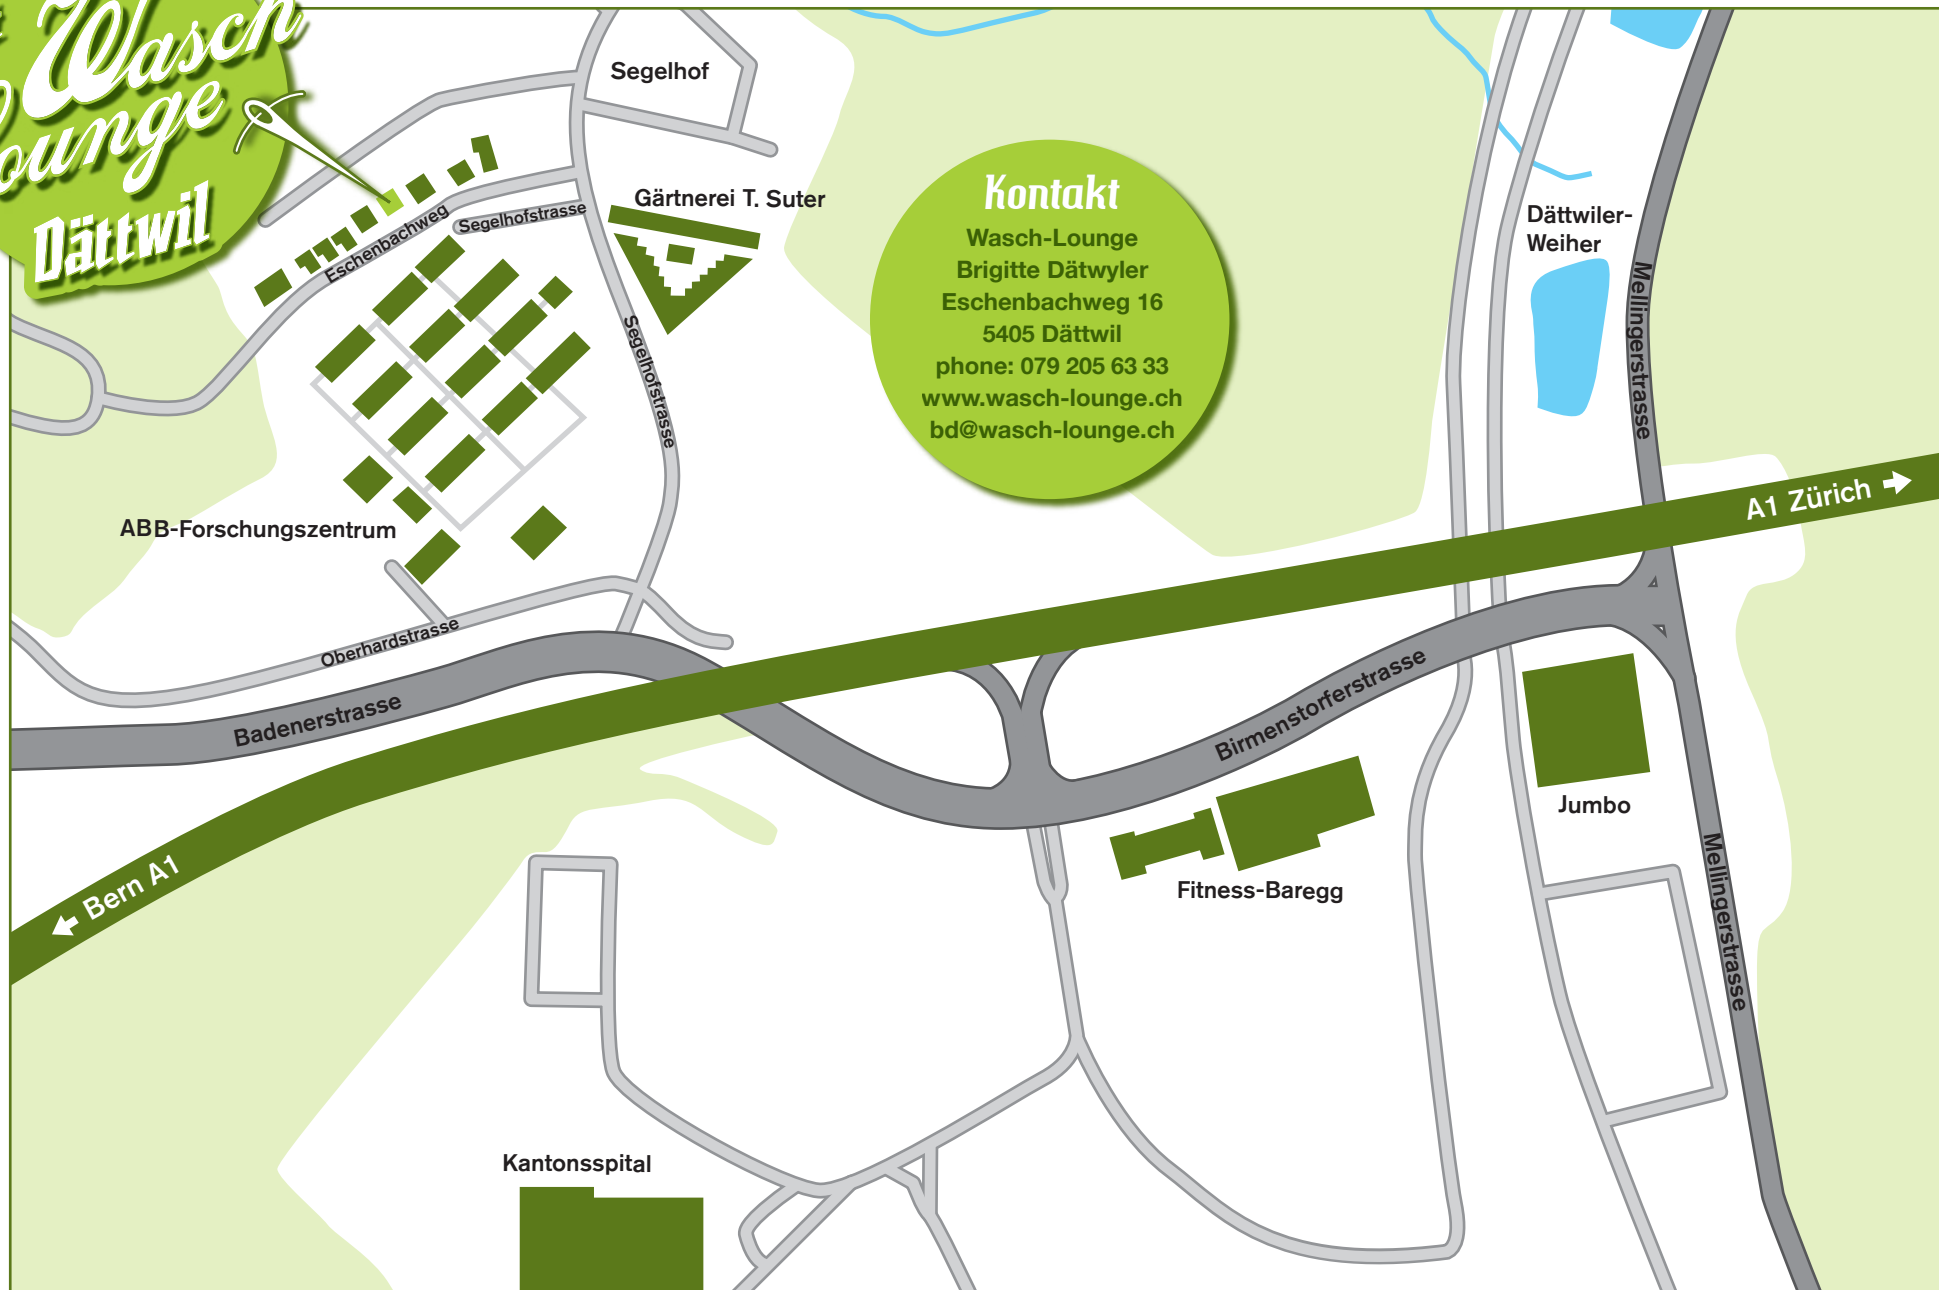 Wasch
Lounge
Dättwil
Segelhof
Gärtnerei T. Suter
Segelhofstrasse
Eschenbachweg
Segelhofstrasse
ABB-Forschungszentrum
Oberhardstrasse
Badenerstrasse
Bern A1
Kontakt
Wasch-Lounge
Brigitte Dätwyler
Eschenbachweg 16
5405 Dättwil
phone: 079 205 63 33
www.wasch-lounge.ch
bd@wasch-lounge.ch
Dättwiler-
Weiher
Mellingerstrasse
A1 Zürich
Birmenstorferstrasse
Fitness-Baregg
Jumbo
Mellingerstrasse
Kantonsspital